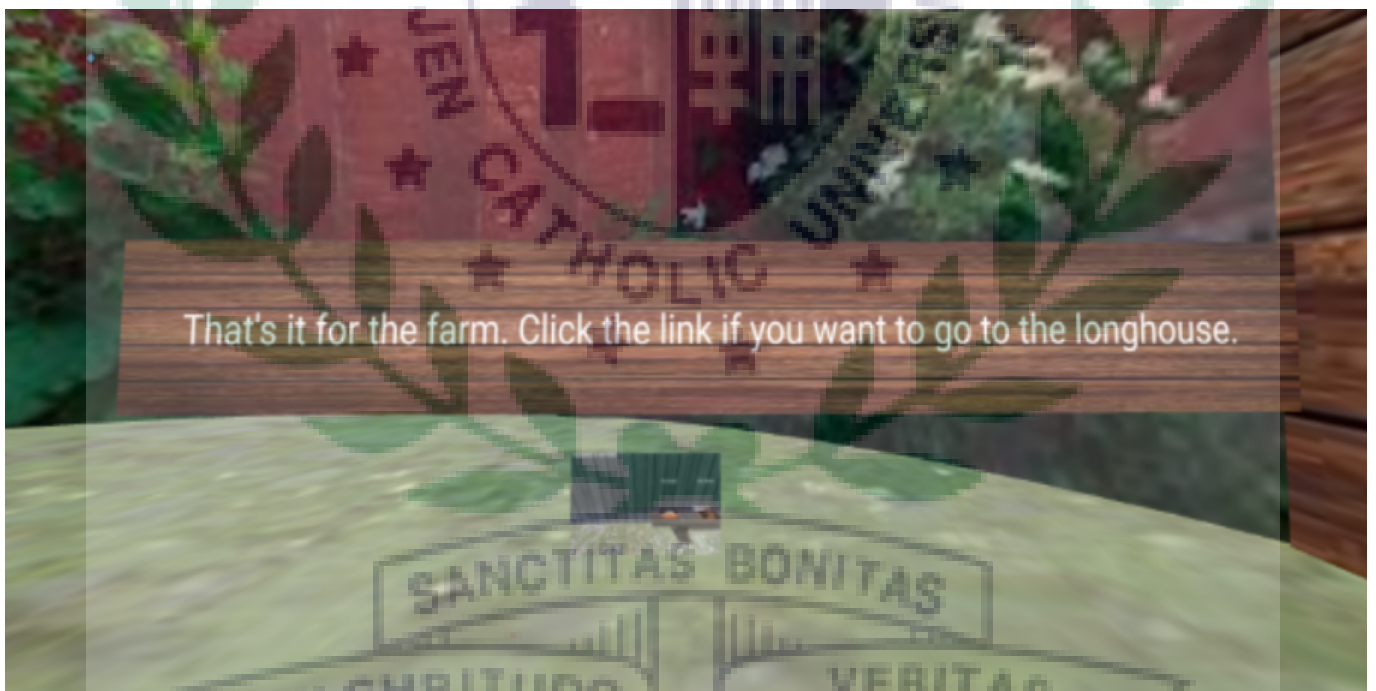 JEN CATHOLIC UNIVERS
That's it for the farm. Click the link if you want to go to the longhouse.
SANCTITAS BONITAS
VERITAS